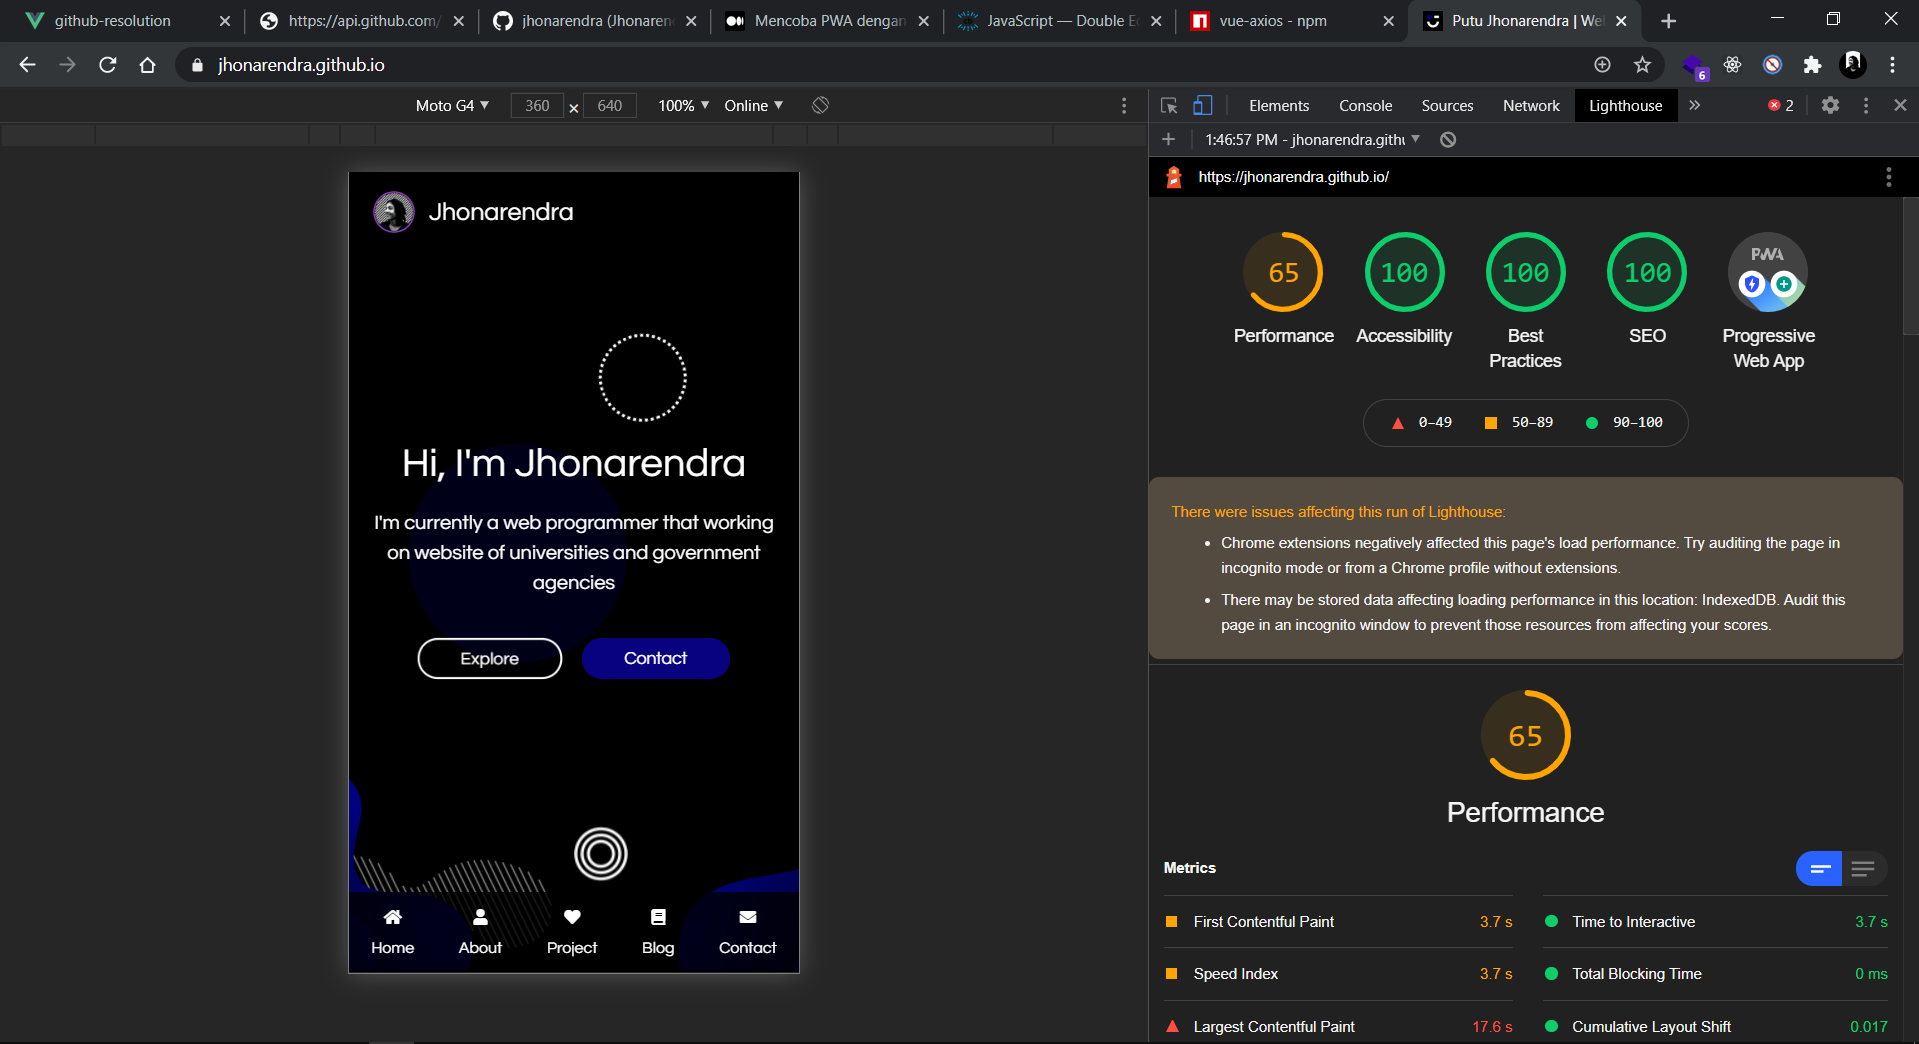 github-resolution
https://api.github.com/
jhonarendra (Jhonaren
Mencoba PWA dengan
JavaScript — Double E
vue-axios - npm
Putu Jhonarendra | We
jhonarendra.github.io
6
Moto G4 ▼ 360 × 640 100% ▼ Online ▼
Elements Console Sources Network Lighthouse » 2
1:46:57 PM - jhonarendra.githu ▼
https://jhonarendra.github.io/
Jhonarendra
Hi, I'm Jhonarendra
I'm currently a web programmer that working
on website of universities and government
agencies
Explore Contact
Home About Project Blog Contact
65 100 100 100 PWA
Performance Accessibility Best Practices SEO Progressive Web App
0–49 50–89 90–100
There were issues affecting this run of Lighthouse:
• Chrome extensions negatively affected this page's load performance. Try auditing the page in
incognito mode or from a Chrome profile without extensions.
• There may be stored data affecting loading performance in this location: IndexedDB. Audit this
page in an incognito window to prevent those resources from affecting your scores.
65
Performance
Metrics
First Contentful Paint 3.7 s
Time to Interactive 3.7 s
Speed Index 3.7 s
Total Blocking Time 0 ms
Largest Contentful Paint 17.6 s
Cumulative Layout Shift 0.017